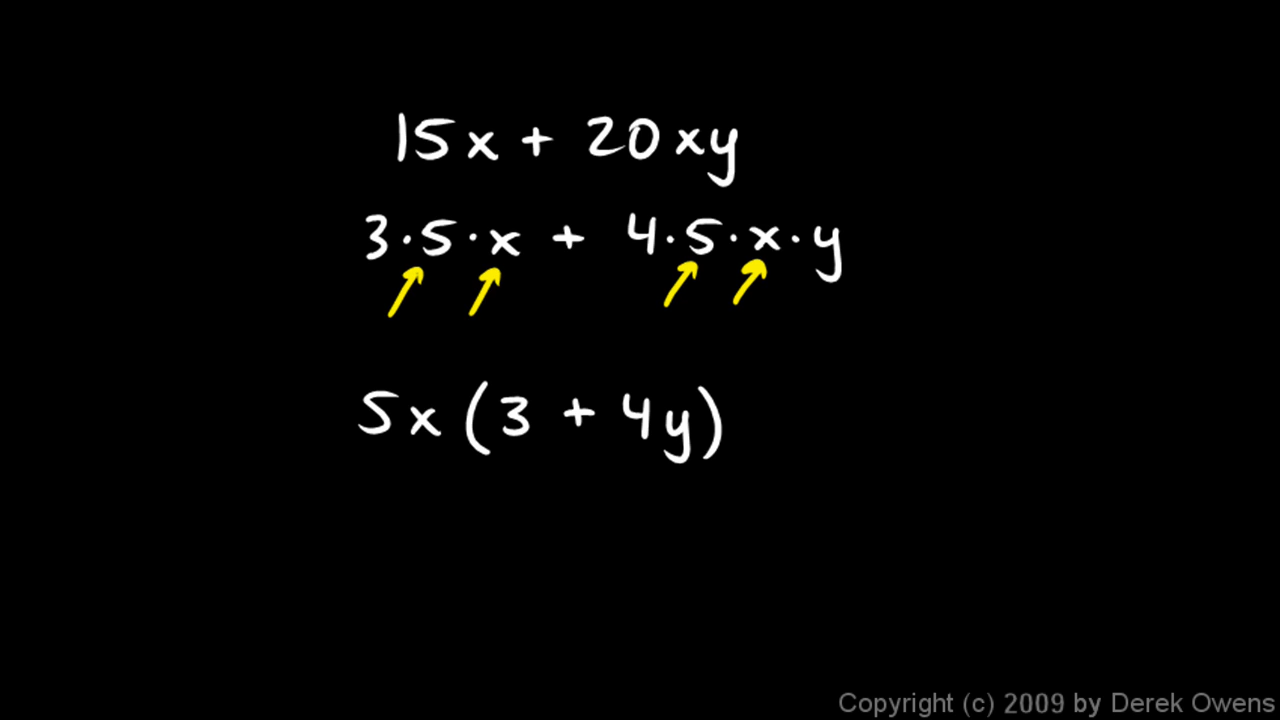 15x + 20xy
3·5·x + 4·5·x·y
5x(3 + 4y)
Copyright (c) 2009 by Derek Owens